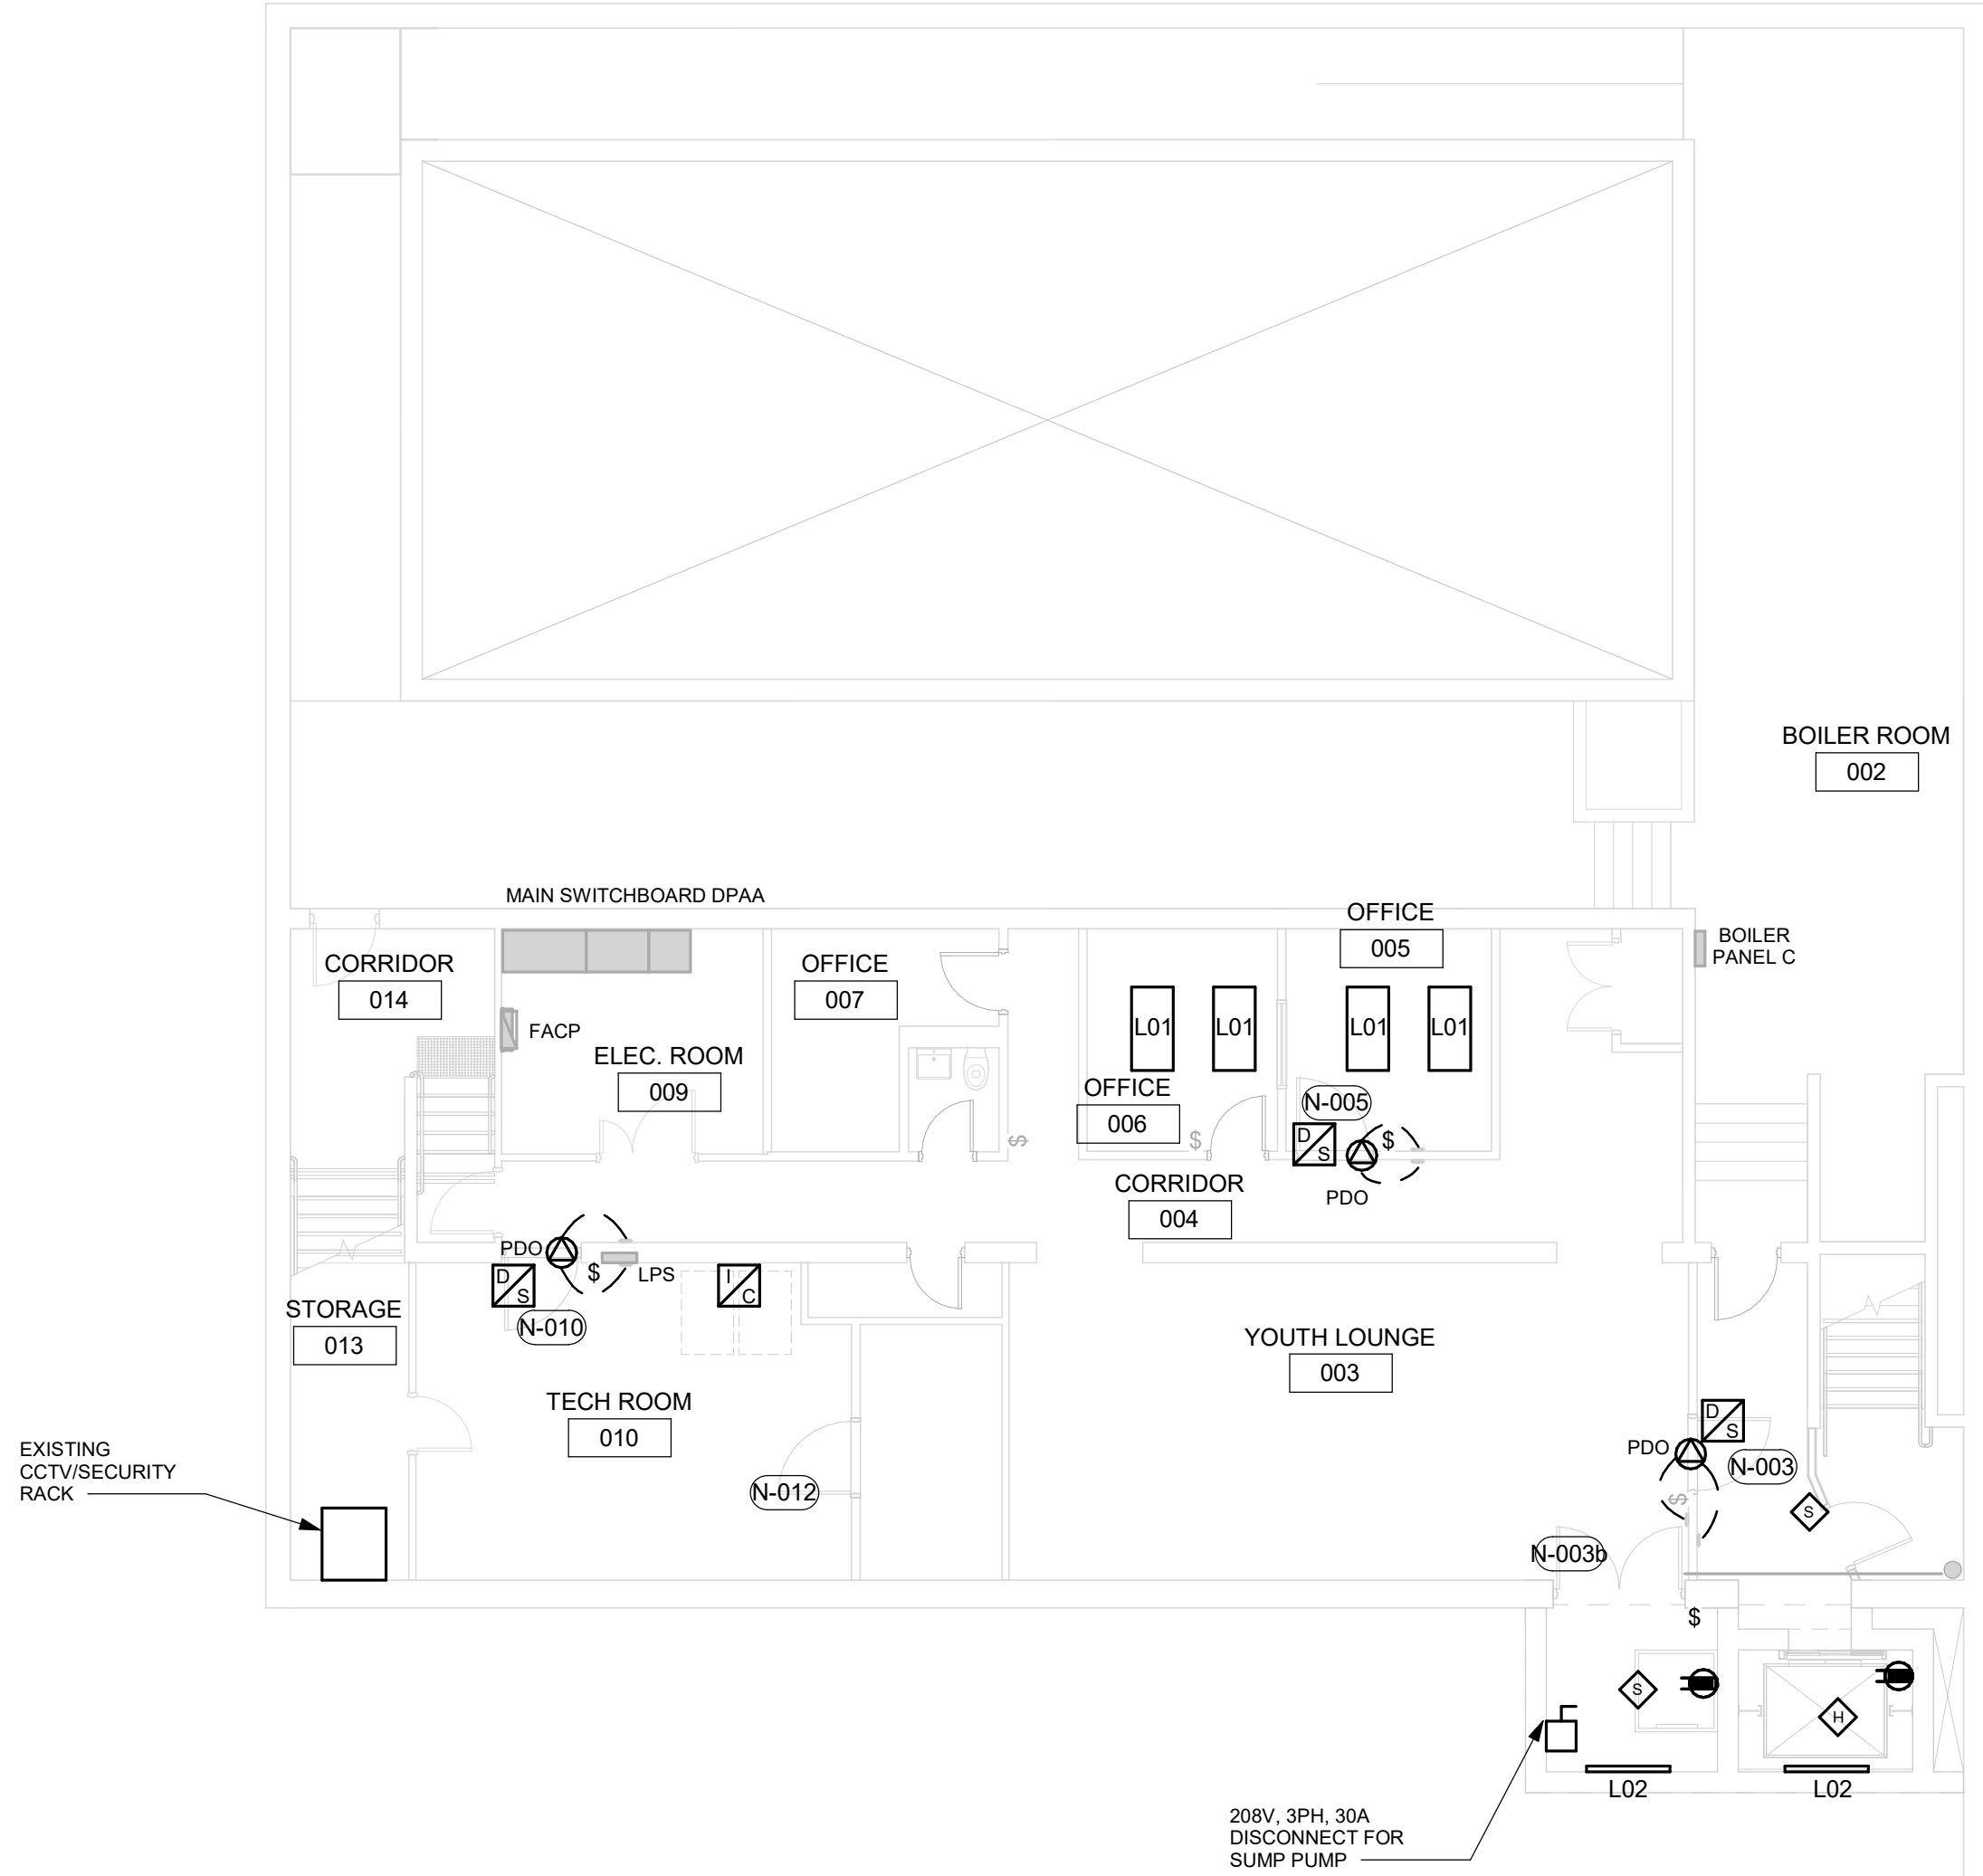 BOILER ROOM
002
MAIN SWITCHBOARD DPAA
OFFICE
005
BOILER
PANEL C
CORRIDOR
014
OFFICE
007
FACP
L01
L01
L01
L01
ELEC. ROOM
009
OFFICE
006
N-005
$
$
$
D
S
PDO
CORRIDOR
004
PDO
$
LPS
D
S
I
C
N-010
STORAGE
013
YOUTH LOUNGE
003
TECH ROOM
010
D
S
PDO
N-003
EXISTING
CCTV/SECURITY
RACK
N-012
$
S
N-003b
$
S
H
L02
L02
208V, 3PH, 30A
DISCONNECT FOR
SUMP PUMP